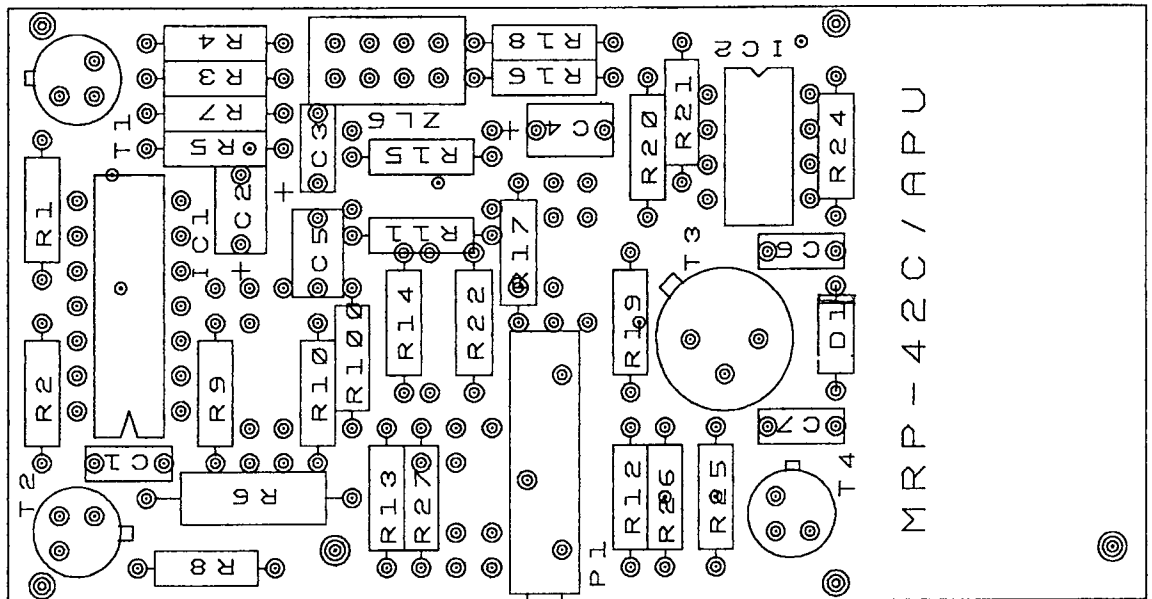 R4
R3
R7
R5
T1
R1
IC1
C2
+
R2
R9
C1
T2
R6
R8
ZL6
C3
+
C5
R18
R16
R15
R11
C4
+
R17
R14
R22
R10
R100
R13
R27
P1
IC2
R21
R20
R24
T3
C6
R19
D1
C7
R12
R26
R25
T4
MRP-42C/APU